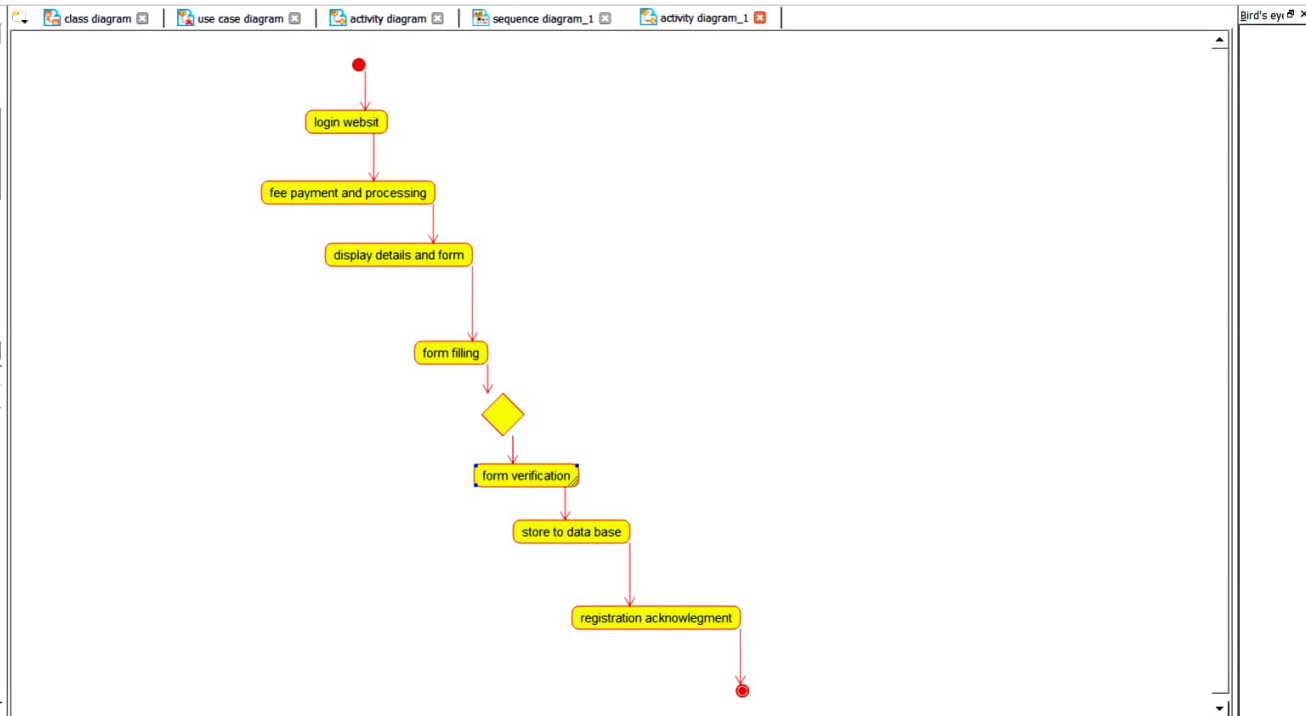 class diagram
use case diagram
activity diagram
sequence diagram_1
activity diagram_1
Bird's eye
login websit
fee payment and processing
display details and form
form filling
form verification
store to data base
registration acknowlegment